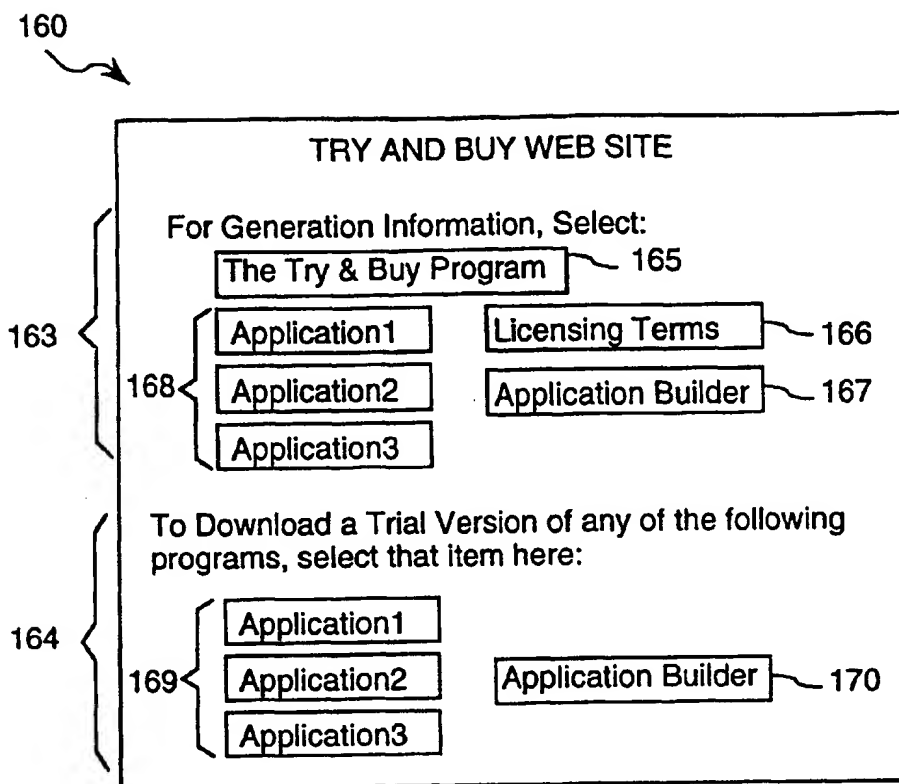 160
TRY AND BUY WEB SITE
For Generation Information, Select:
The Try & Buy Program
165
163
168
Application1
Licensing Terms
166
Application2
Application Builder
167
Application3
To Download a Trial Version of any of the following
programs, select that item here:
164
169
Application1
Application2
Application Builder
170
Application3